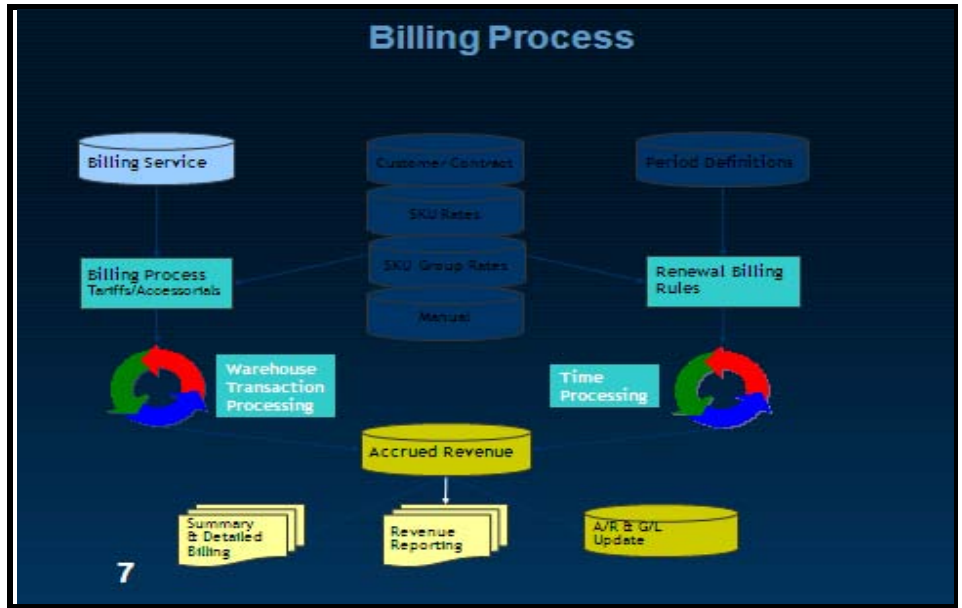 Billing Process
Billing Service
Customer Contract
Period Definitions
SKU Rates
SKU Group Rates
Manual
Billing Process
Tariffs/Accessorials
Renewal Billing
Rules
Warehouse
Transaction
Processing
Time
Processing
Accrued Revenue
Summary
& Detailed
Billing
Revenue
Reporting
A/R & G/L
Update
7